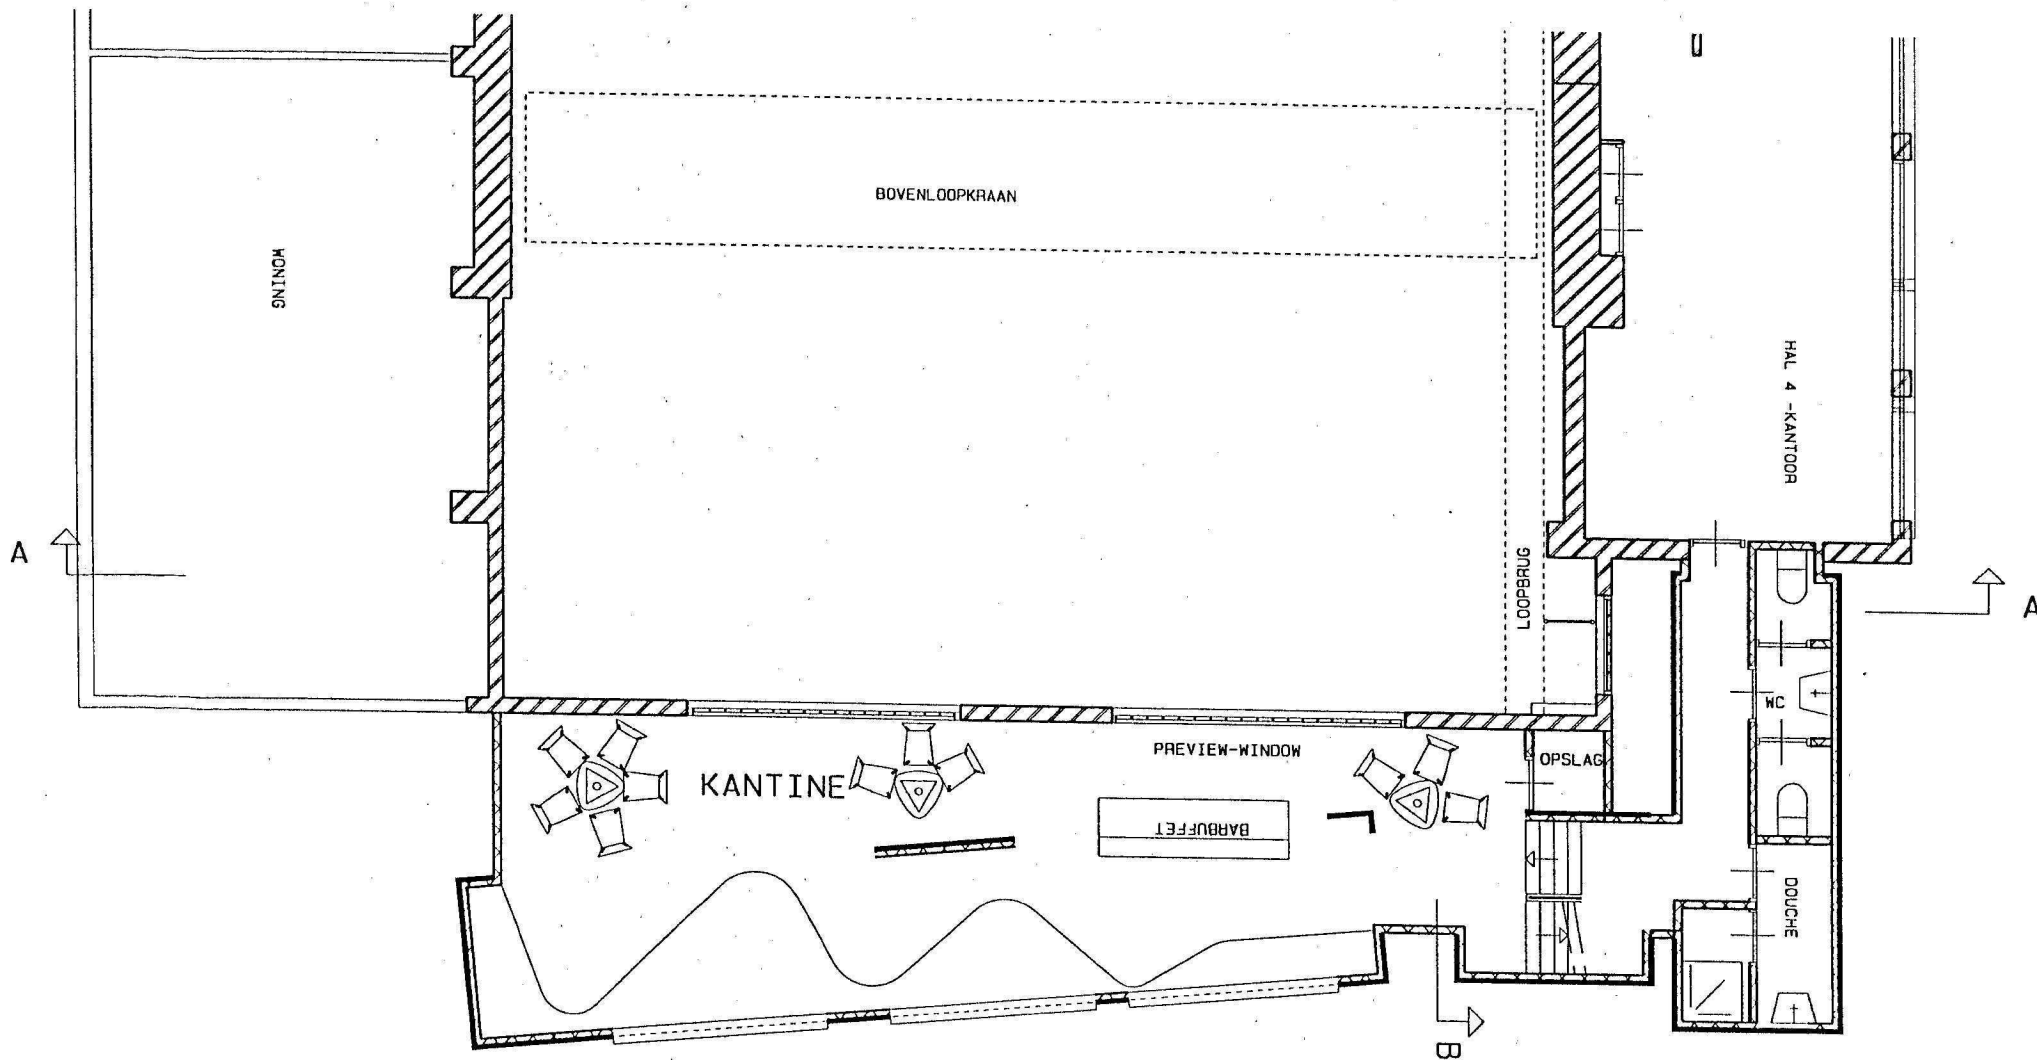 BOVENLOOPKRAAN
WONING
HAL 4 -KANTOOR
A
LOOPBRUG
A
WC
PREVIEW-WINDOW
OPSLAG
KANTINE
BARBUFFET
DOUCHE
B